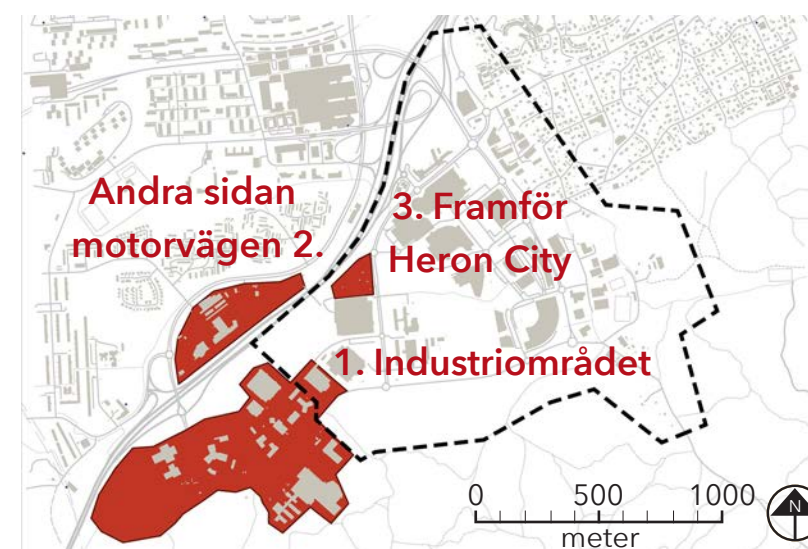 Andra sidan
motorvägen 2.
3. Framför
Heron City
1. Industriområdet
0 500 1000
meter
N